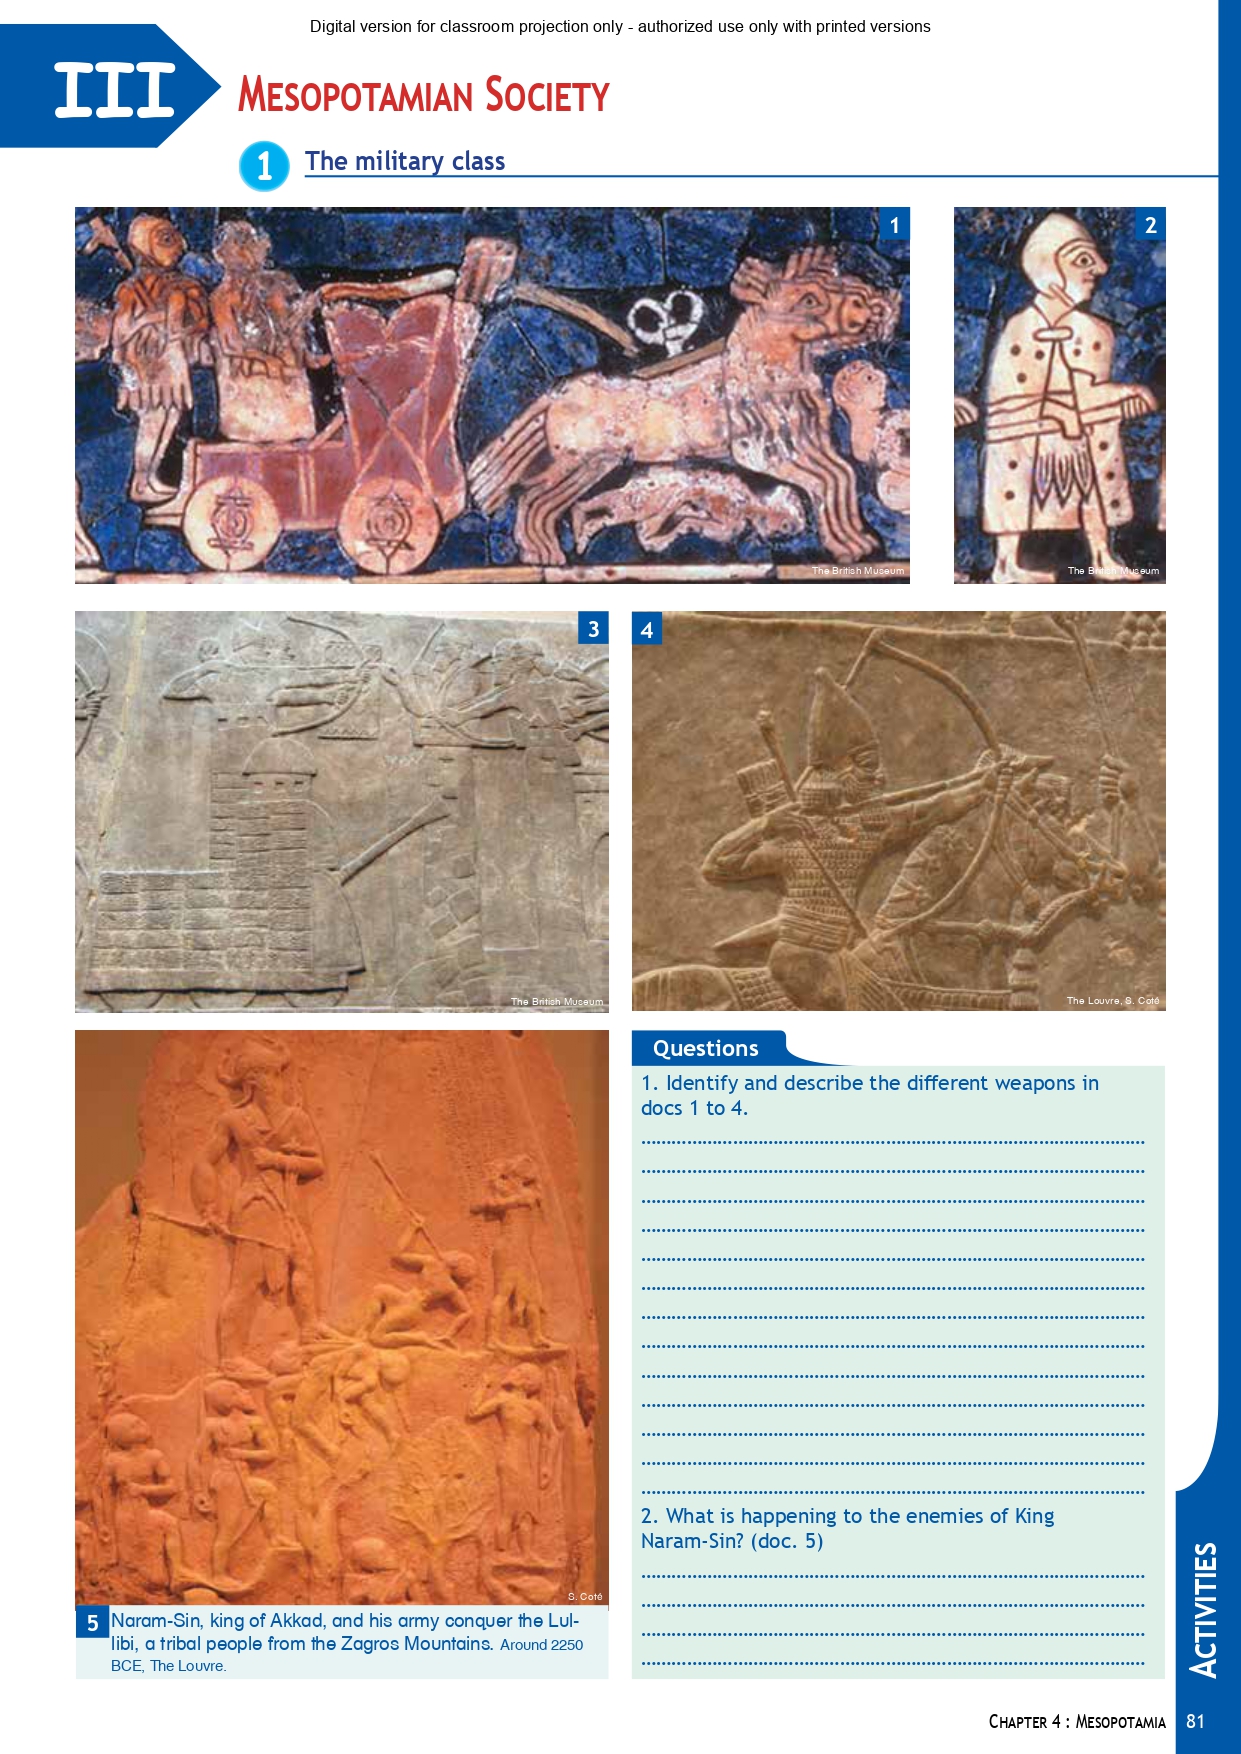 Digital version for classroom projection only - authorized use only with printed versions
III
MESOPOTAMIAN SOCIETY
1
The military class
1
The British Museum
2
The British Museum
3
The British Museum
4
The Louvre, S. Coté
S. Coté
5
Naram-Sin, king of Akkad, and his army conquer the Lul-
libi, a tribal people from the Zagros Mountains. Around 2250
BCE, The Louvre.
Questions
1. Identify and describe the different weapons in
docs 1 to 4.
2. What is happening to the enemies of King
Naram-Sin? (doc. 5)
ACTIVITIES
CHAPTER 4 : MESOPOTAMIA
81